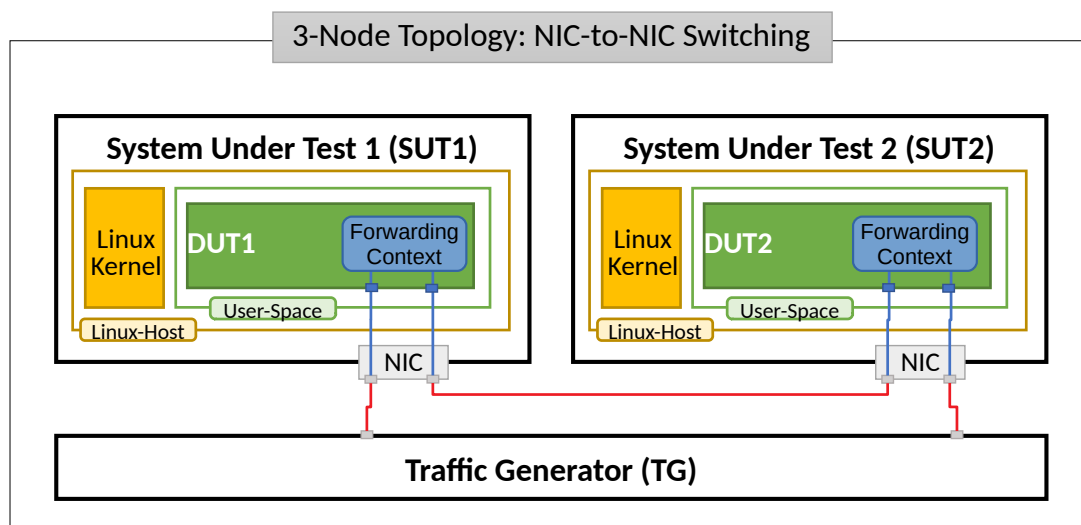 3-Node Topology: NIC-to-NIC Switching
System Under Test 1 (SUT1)
Linux
Kernel
DUT1
Forwarding
Context
User-Space
Linux-Host
NIC
System Under Test 2 (SUT2)
Linux
Kernel
DUT2
Forwarding
Context
User-Space
Linux-Host
NIC
Traffic Generator (TG)